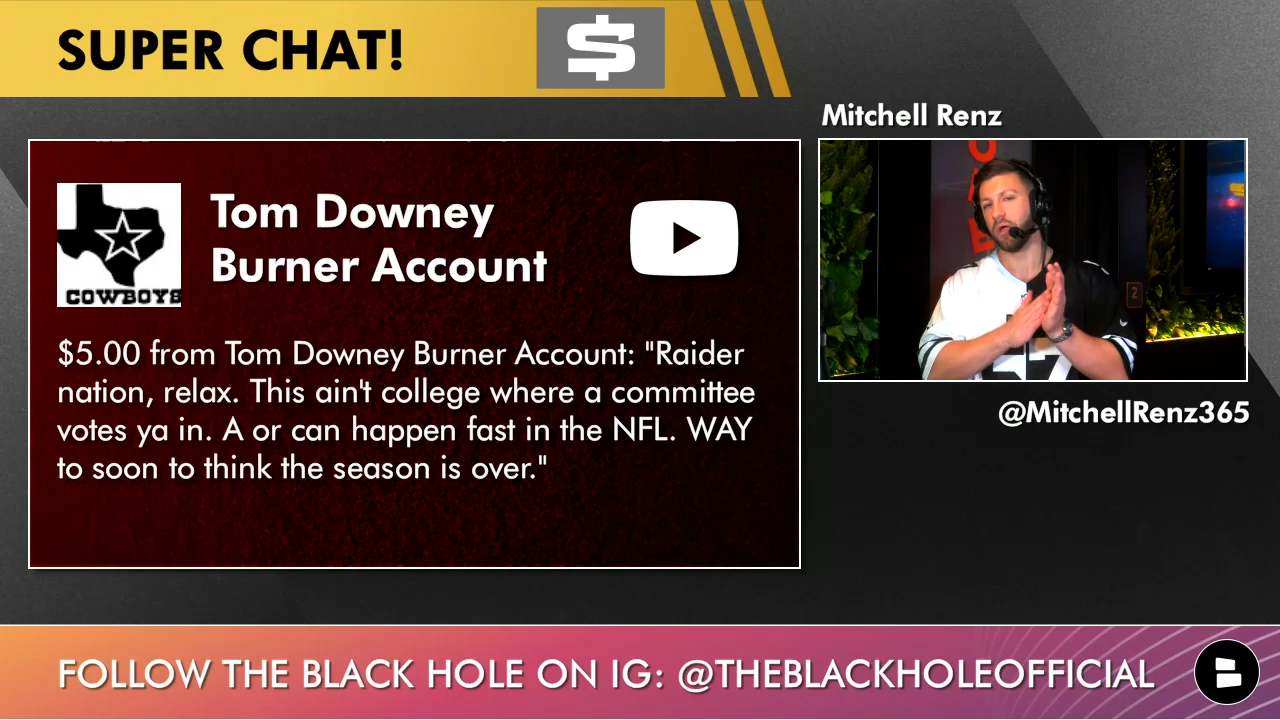 SUPER CHAT!
$
Mitchell Renz
Tom Downey
Burner Account
COWBOYS
$5.00 from Tom Downey Burner Account: "Raider
nation, relax. This ain't college where a committee
votes ya in. A or can happen fast in the NFL. WAY
to soon to think the season is over."
2
@MitchellRenz365
FOLLOW THE BLACK HOLE ON IG: @THEBLACKHOLEOFFICIAL